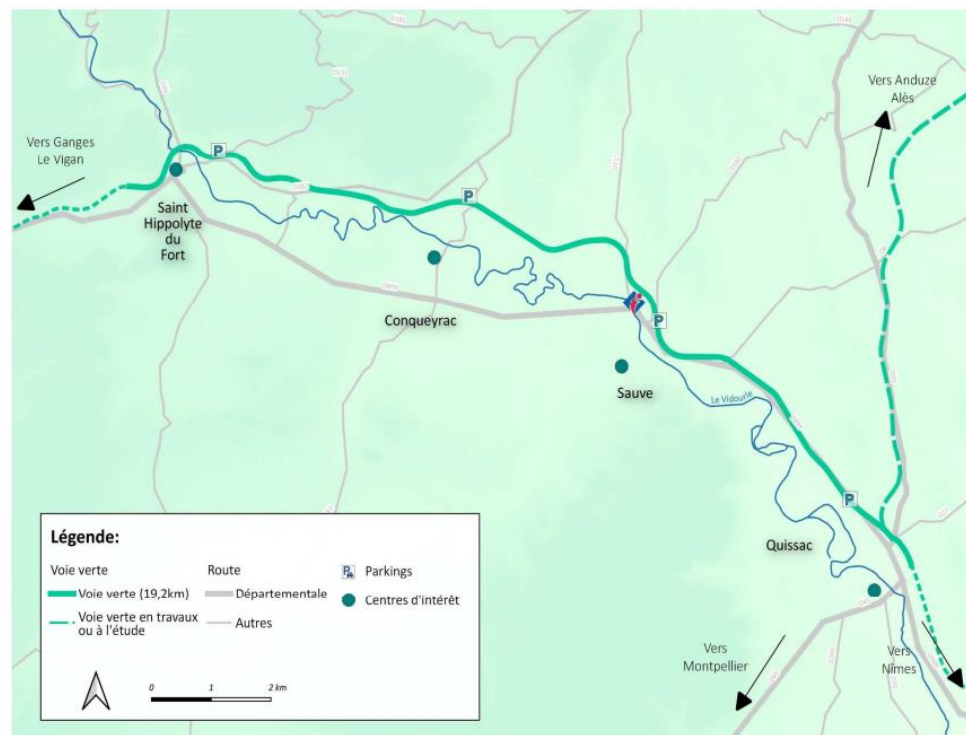 Vers Anduze
Alès
Vers Ganges
Le Vigan
P
Saint
Hippolyte
du
Fort
P
Conqueyrac
D999
P
Sauve
Le Vidourle
P
Quissac
Vers
Montpellier
Vers
Nîmes
Légende:
Voie verte
Voie verte (19,2km)
Voie verte en travaux
ou à l'étude
Route
Départementale
Autres
Parkings
Centres d'intérêt
0 1 2 km